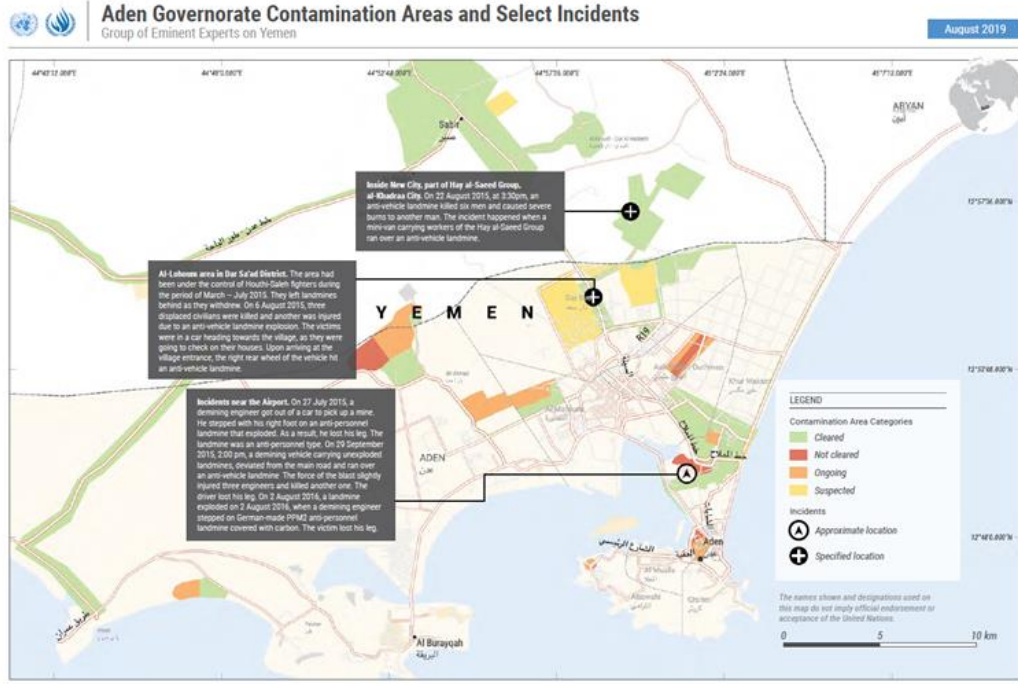 Aden Governorate Contamination Areas and Select Incidents
Group of Eminent Experts on Yemen
August 2019
ABYAN
أبين
Sabir
صبر
Inside New City, part of Hay al-Saeed Group,
al-Khadraa City. On 22 August 2015, at 3:30pm, an
anti-vehicle landmine killed six men and caused severe
burns to another man. The incident happened when a
mini-van carrying workers of the Hay al-Saeed Group
ran over an anti-vehicle landmine.
Al-Lohoom area in Dar Sa'ad District. The area had
been under the control of Houthi-Saleh fighters during
the period of March – July 2015. They left landmines
behind as they withdrew. On 6 August 2015, three
displaced civilians were killed and another was injured
due to an anti-vehicle landmine explosion. The victims
were in a car heading towards the village, as they were
going to check on their houses. Upon arriving at the
village entrance, the right rear wheel of the vehicle hit
an anti-vehicle landmine.
YEMEN
R19
Incidents near the Airport. On 27 July 2015, a
demining engineer got out of a car to pick up a mine.
He stepped with his right foot on an anti-personnel
landmine that exploded. As a result, he lost his leg. The
landmine was an anti-personnel type. On 29 September
2015, 2:00 pm, a demining vehicle carrying unexploded
landmines, deviated from the main road and ran over
an anti-vehicle landmine. The force of the blast slightly
injured three engineers and killed another one. The
driver lost his leg. On 2 August 2016, a landmine
exploded on 2 August 2016, when a demining engineer
stepped on German-made PPM2 anti-personnel
landmine covered with carbon. The victim lost his leg.
ADEN
عدن
خط الملاح
خط الملاح
Aden
الشارع الرئيسي
Al Burayqah
البريقة
طريق عمران
LEGEND
Contamination Area Categories
Cleared
Not cleared
Ongoing
Suspected
Incidents
Approximate location
Specified location
The names shown and designations used on
this map do not imply official endorsement or
acceptance of the United Nations.
0 5 10 km